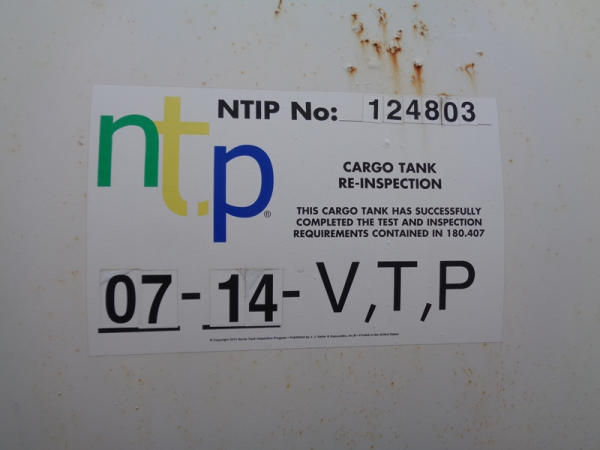 ntp®
NTIP No: 124803
CARGO TANK
RE-INSPECTION
THIS CARGO TANK HAS SUCCESSFULLY
COMPLETED THE TEST AND INSPECTION
REQUIREMENTS CONTAINED IN 180.407
07-14-V,T,P